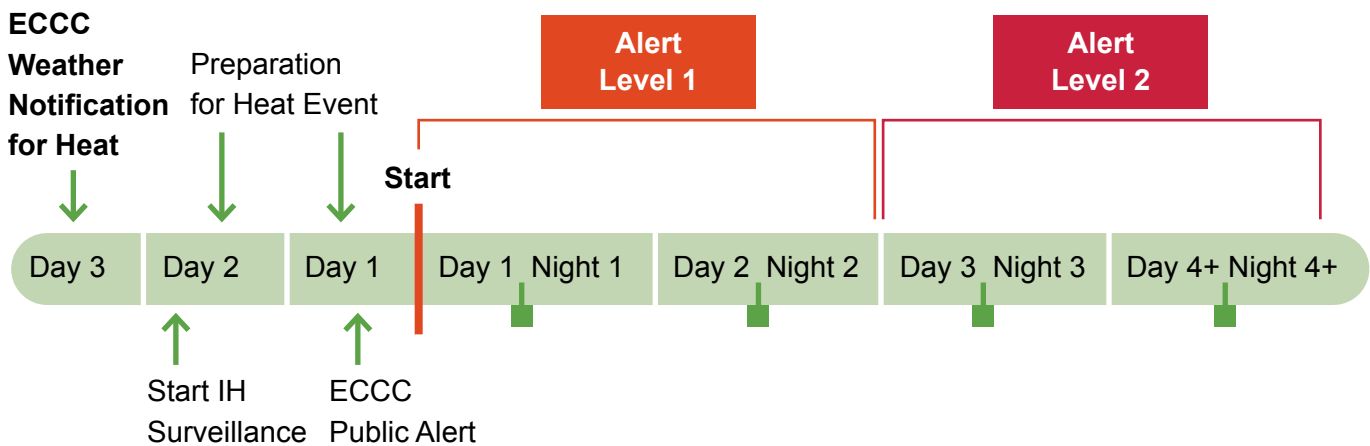 ECCC
Weather
Notification
for Heat
Preparation
for Heat Event
Alert
Level 1
Alert
Level 2
Start
Day 3
Day 2
Day 1
Day 1 Night 1
Day 2 Night 2
Day 3 Night 3
Day 4+ Night 4+
Start IH
Surveillance
ECCC
Public Alert